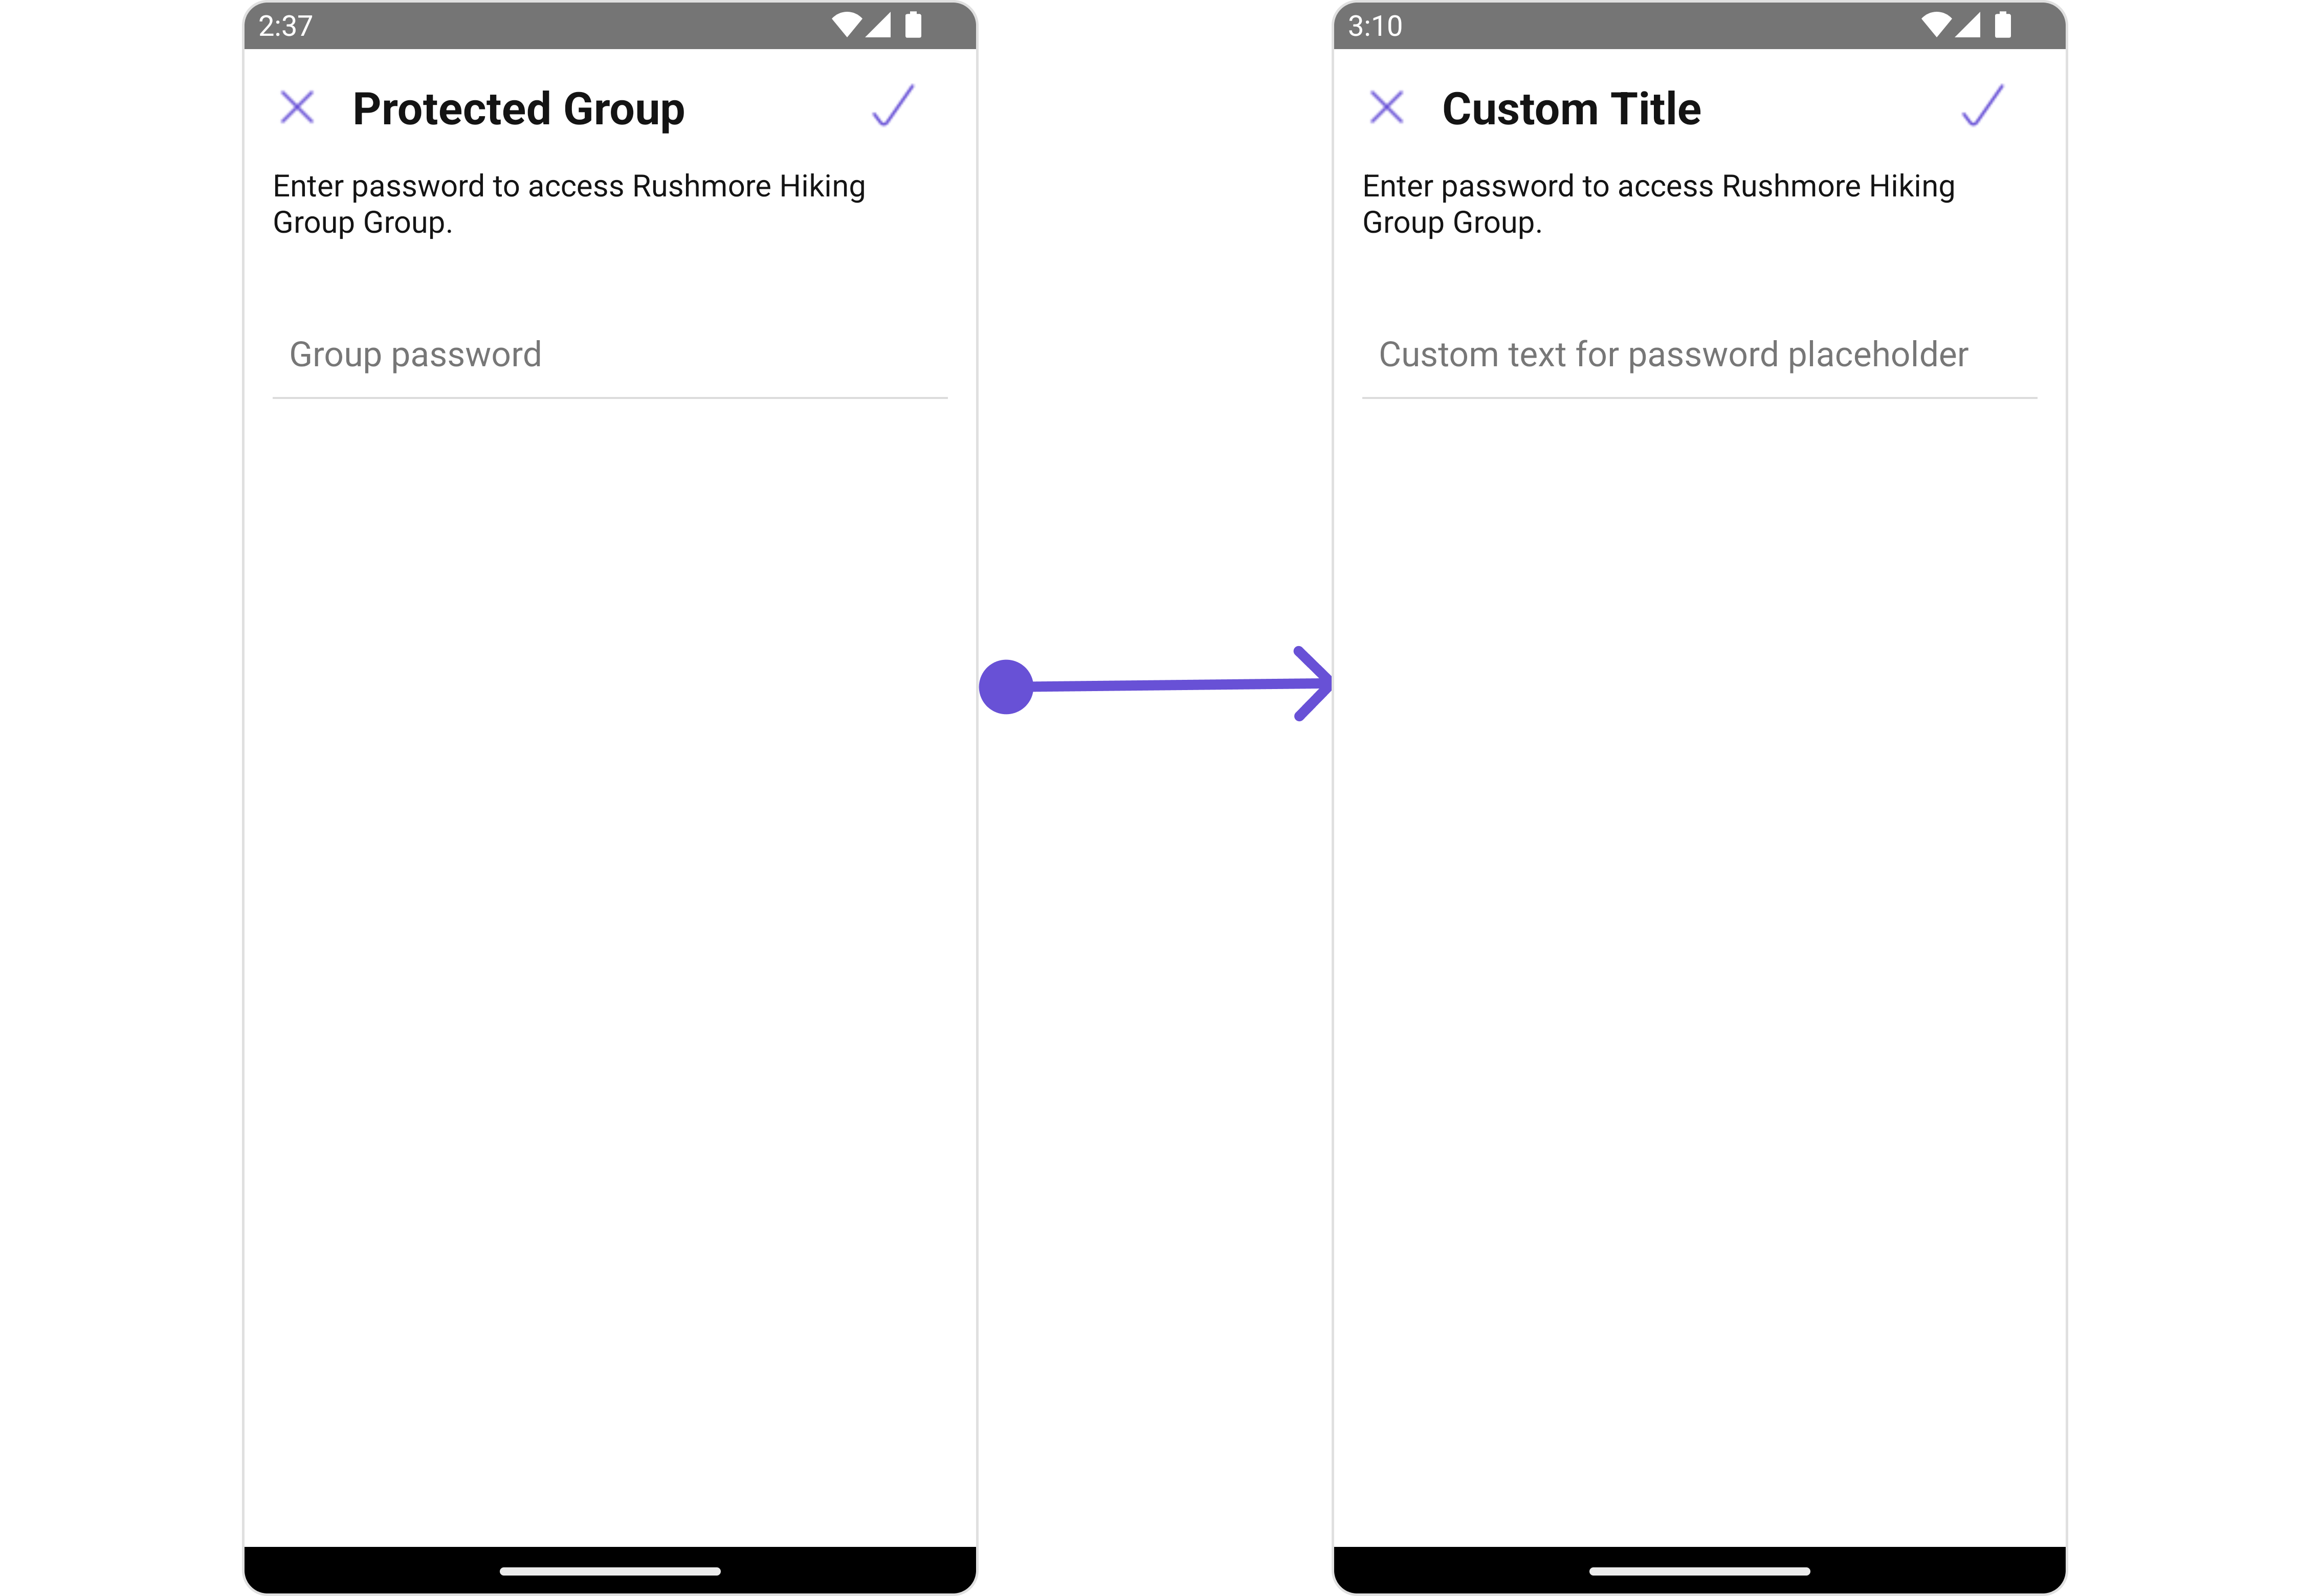 2:37
Protected Group
Enter password to access Rushmore Hiking
Group Group.
Group password
3:10
Custom Title
Enter password to access Rushmore Hiking
Group Group.
Custom text for password placeholder